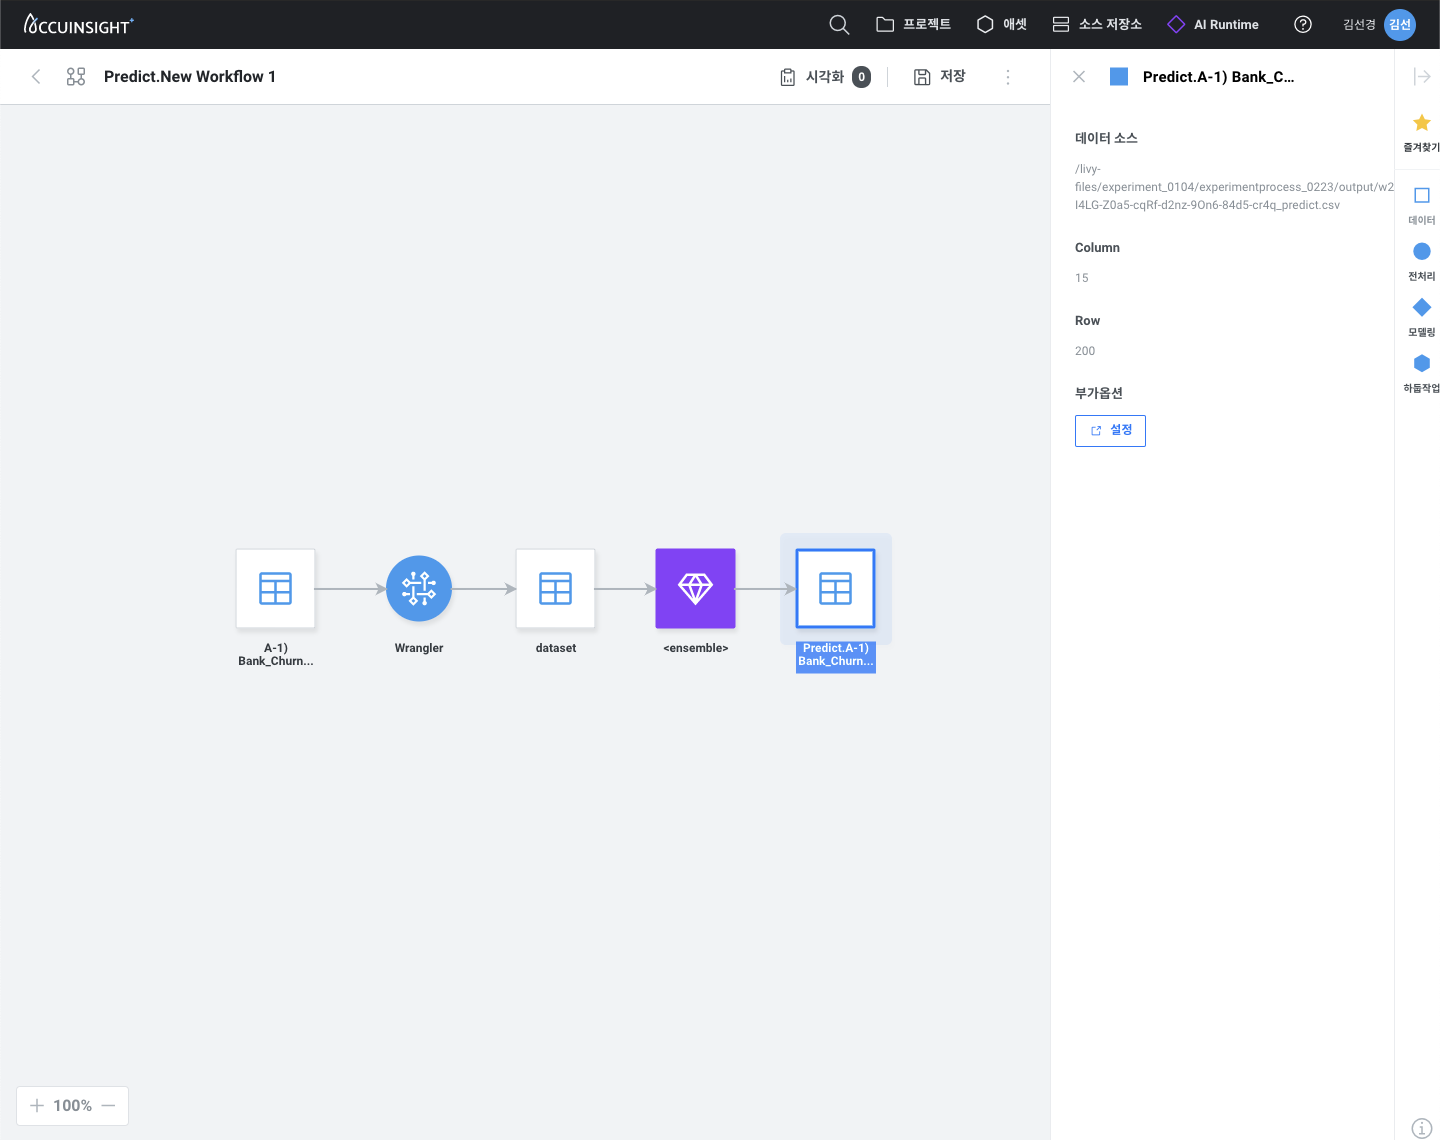 ACCUINSIGHT+
프로젝트
애셋
소스 저장소
AI Runtime
김선경
김선
Predict.New Workflow 1
시각화 0
저장
Predict.A-1) Bank_C...
데이터 소스
/livy-
files/experiment_0104/experimentprocess_0223/output/w2
I4LG-Z0a5-cqRf-d2nz-9On6-84d5-cr4q_predict.csv
Column
15
Row
200
부가옵션
설정
즐겨찾기
데이터
전처리
모델링
하둡작업
A-1)
Bank_Churn...
Wrangler
dataset
<ensemble>
Predict.A-1)
Bank_Churn...
100%